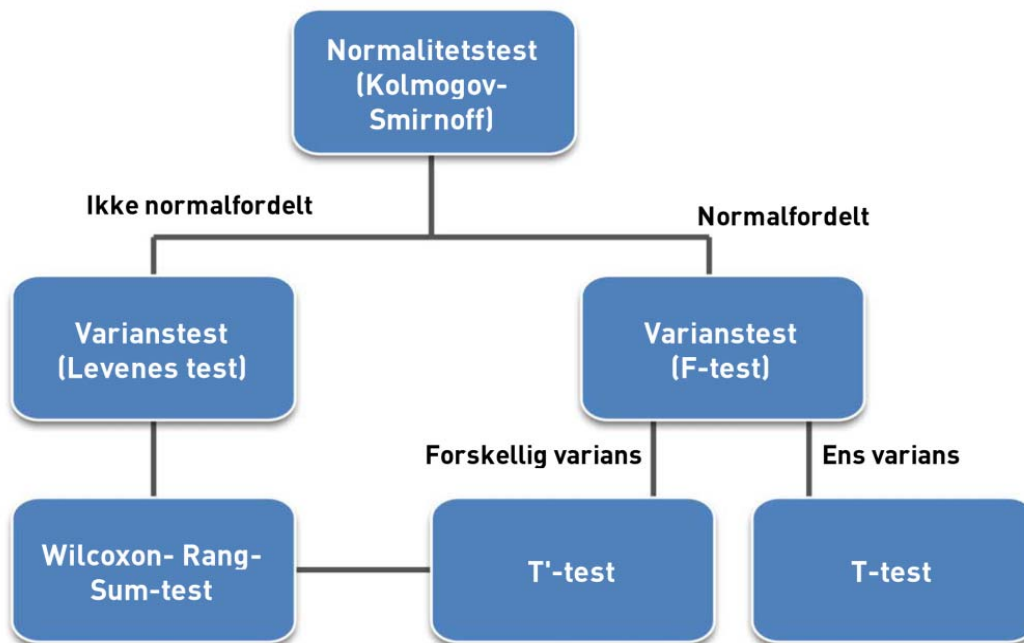 Normalitetstest
(Kolmogov-
Smirnoff)
Ikke normalfordelt
Normalfordelt
Varianstest
(Levenes test)
Varianstest
(F-test)
Forskellig varians
Ens varians
Wilcoxon- Rang-
Sum-test
T'-test
T-test